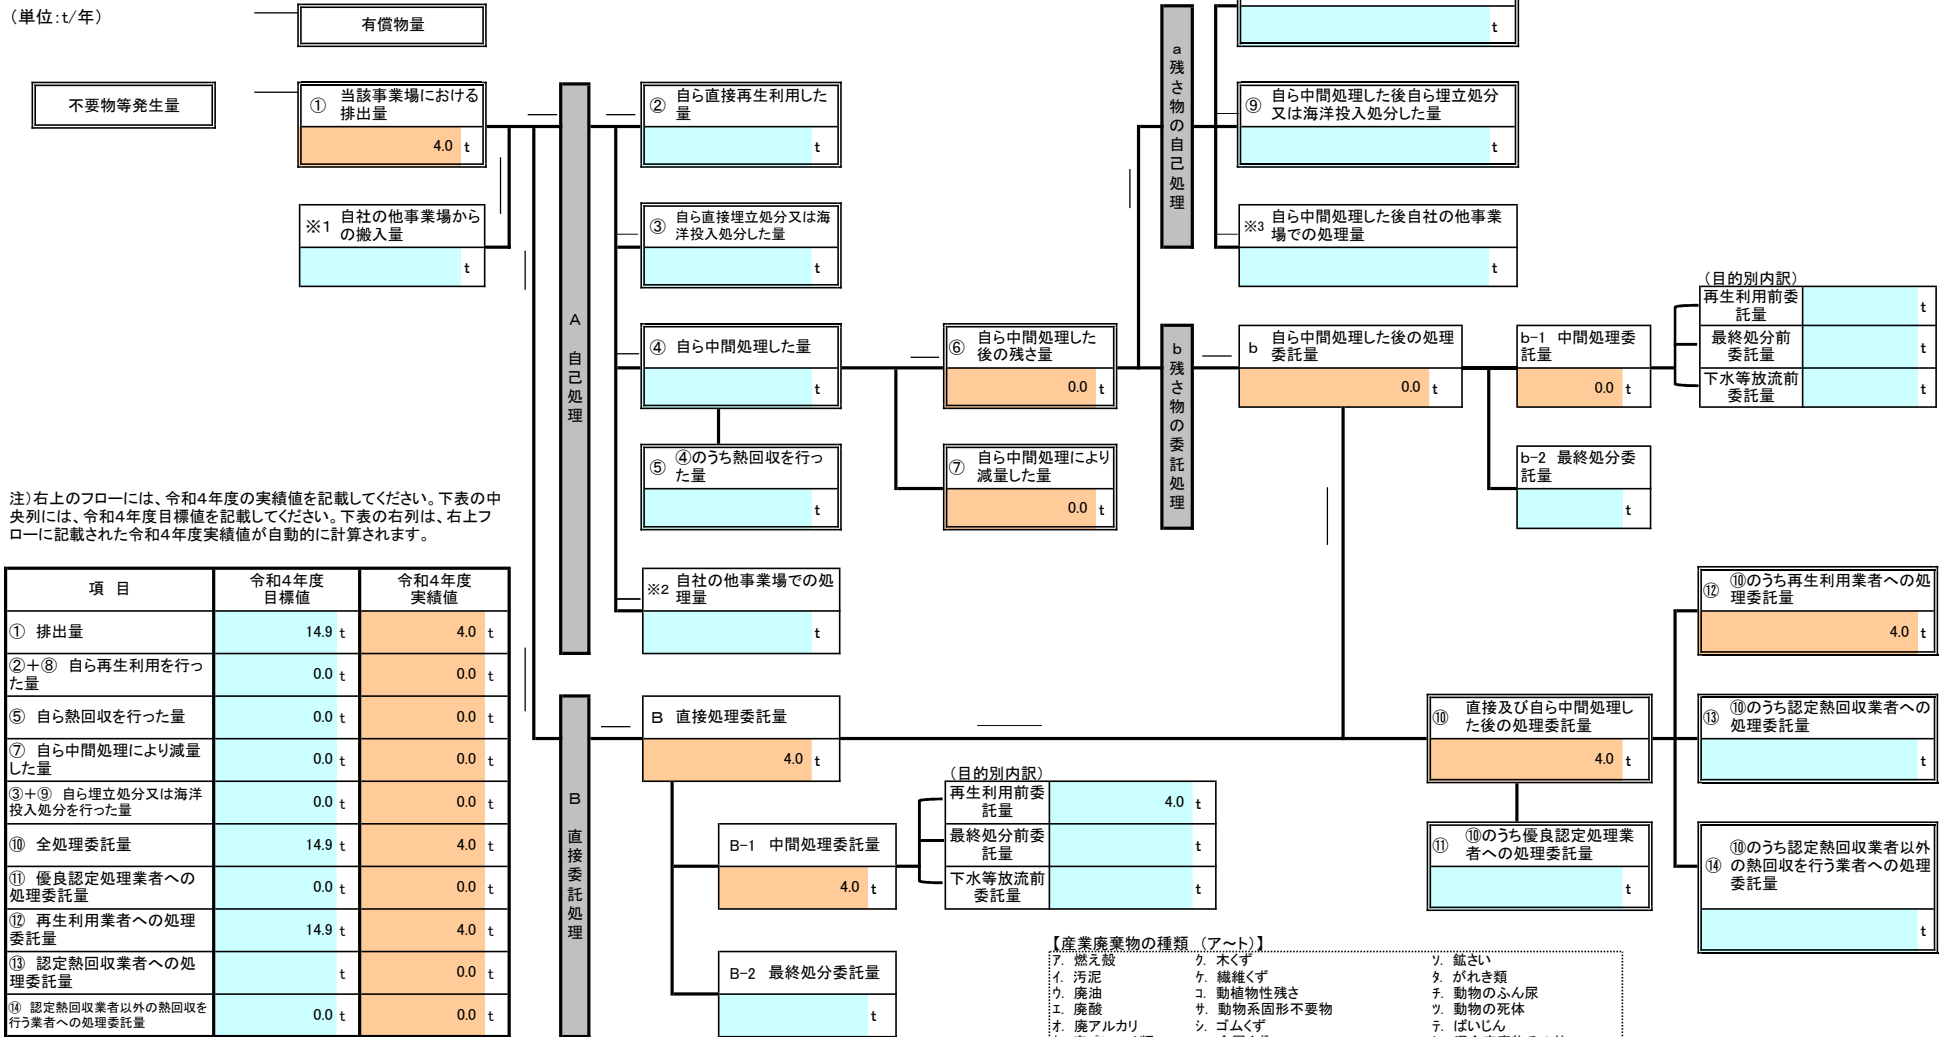 (単位:t/年)
有償物量
不要物等発生量
① 当該事業場における
排出量
4.0 t
※1 自社の他事業場から
の搬入量
t
A 自己処理
② 自ら直接再生利用した
量
t
③ 自ら直接埋立処分又は海
洋投入処分した量
t
④ 自ら中間処理した量
t
⑤ ④のうち熱回収を行っ
た量
t
※2 自社の他事業場での処
理量
t
⑥ 自ら中間処理した
後の残さ量
0.0 t
⑦ 自ら中間処理により
減量した量
0.0 t
a 残さ物の自己処理
t
⑨ 自ら中間処理した後自ら埋立処分
又は海洋投入処分した量
t
※3 自ら中間処理した後自社の他事業
場での処理量
t
b 残さ物の委託処理
b 自ら中間処理した後の処理
委託量
0.0 t
b-1 中間処理委
託量
0.0 t
(目的別内訳)
再生利用前委
託量
t
最終処分前
委託量
t
下水等放流前
委託量
t
b-2 最終処分委
託量
t
注)右上のフローには、令和4年度の実績値を記載してください。下表の中
央列には、令和4年度目標値を記載してください。下表の右列は、右上フ
ローに記載された令和4年度実績値が自動的に計算されます。
項 目 令和4年度 目標値 令和4年度 実績値
① 排出量 14.9 t 4.0 t
②+⑧ 自ら再生利用を行っ
た量 0.0 t 0.0 t
⑤ 自ら熱回収を行った量 0.0 t 0.0 t
⑦ 自ら中間処理により減量
した量 0.0 t 0.0 t
③+⑨ 自ら埋立処分又は海洋
投入処分を行った量 0.0 t 0.0 t
⑩ 全処理委託量 14.9 t 4.0 t
⑪ 優良認定処理業者への
処理委託量 0.0 t 0.0 t
⑫ 再生利用業者への処理
委託量 14.9 t 4.0 t
⑬ 認定熱回収業者への処
理委託量 t 0.0 t
⑭ 認定熱回収業者以外の熱回収を
行う業者への処理委託量 0.0 t 0.0 t
B 直接委託処理
B 直接処理委託量
4.0 t
B-1 中間処理委託量
4.0 t
(目的別内訳)
再生利用前委
託量
4.0 t
最終処分前委
託量
t
下水等放流前
委託量
t
B-2 最終処分委託量
t
⑩ 直接及び自ら中間処理し
た後の処理委託量
4.0 t
⑪ ⑩のうち優良認定処理業
者への処理委託量
t
⑫ ⑩のうち再生利用業者への処
理委託量
4.0 t
⑬ ⑩のうち認定熱回収業者への
処理委託量
t
⑭ ⑩のうち認定熱回収業者以外
の熱回収を行う業者への処理
委託量
t
【産業廃棄物の種類 (ア~ト)】
ア. 燃え殻 ク. 木くず ソ. 鉱さい
イ. 汚泥 ケ. 繊維くず タ. がれき類
ウ. 廃油 コ. 動植物性残さ チ. 動物のふん尿
エ. 廃酸 サ. 動物系固形不要物 ツ. 動物の死体
オ. 廃アルカリ シ. ゴムくず テ. ばいじん